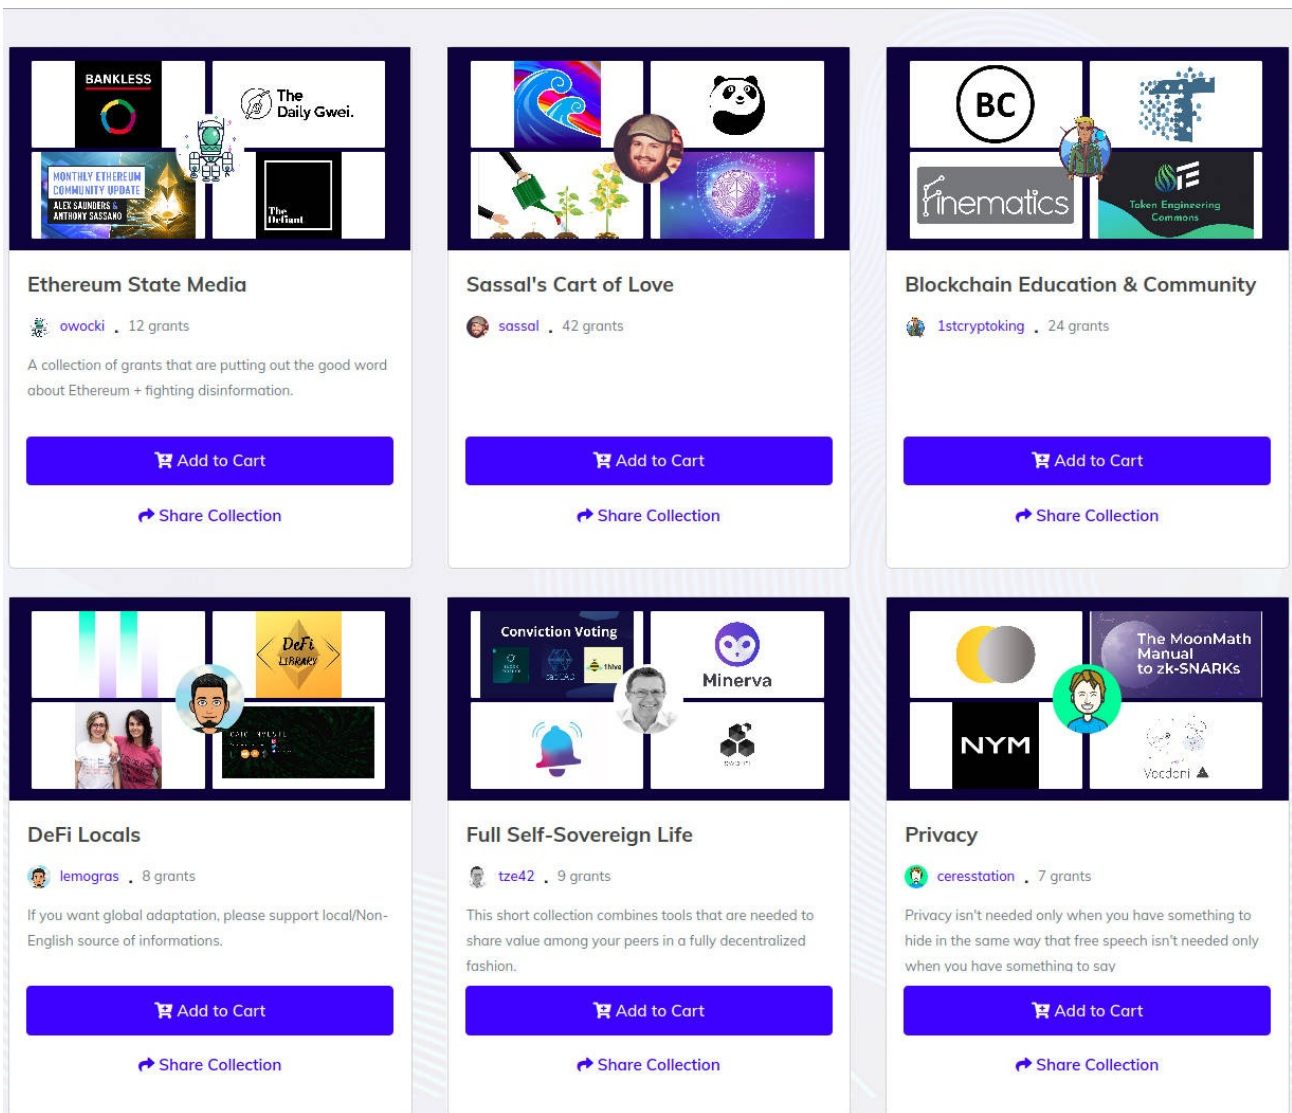 BANKLESS
The
Daily Gwei.
MONTHLY ETHEREUM
COMMUNITY UPDATE
ALEX SAUNDERS &
ANTHONY SASSANO
The
Defiant
Ethereum State Media
owocki . 12 grants
A collection of grants that are putting out the good word
about Ethereum + fighting disinformation.
Add to Cart
Share Collection
Sassal's Cart of Love
sassal . 42 grants
Add to Cart
Share Collection
BC
Finematics
Token Engineering
Commons
Blockchain Education & Community
1stcryptoking . 24 grants
Add to Cart
Share Collection
DeFi
LIBRARY
DeFi Locals
lemogras . 8 grants
If you want global adaptation, please support local/Non-
English source of informations.
Add to Cart
Share Collection
Conviction Voting
1hive
Minerva
Full Self-Sovereign Life
tze42 . 9 grants
This short collection combines tools that are needed to
share value among your peers in a fully decentralized
fashion.
Add to Cart
Share Collection
The MoonMath
Manual
to zk-SNARKs
NYM
Vocdoni
Privacy
ceresstation . 7 grants
Privacy isn't needed only when you have something to
hide in the same way that free speech isn't needed only
when you have something to say
Add to Cart
Share Collection